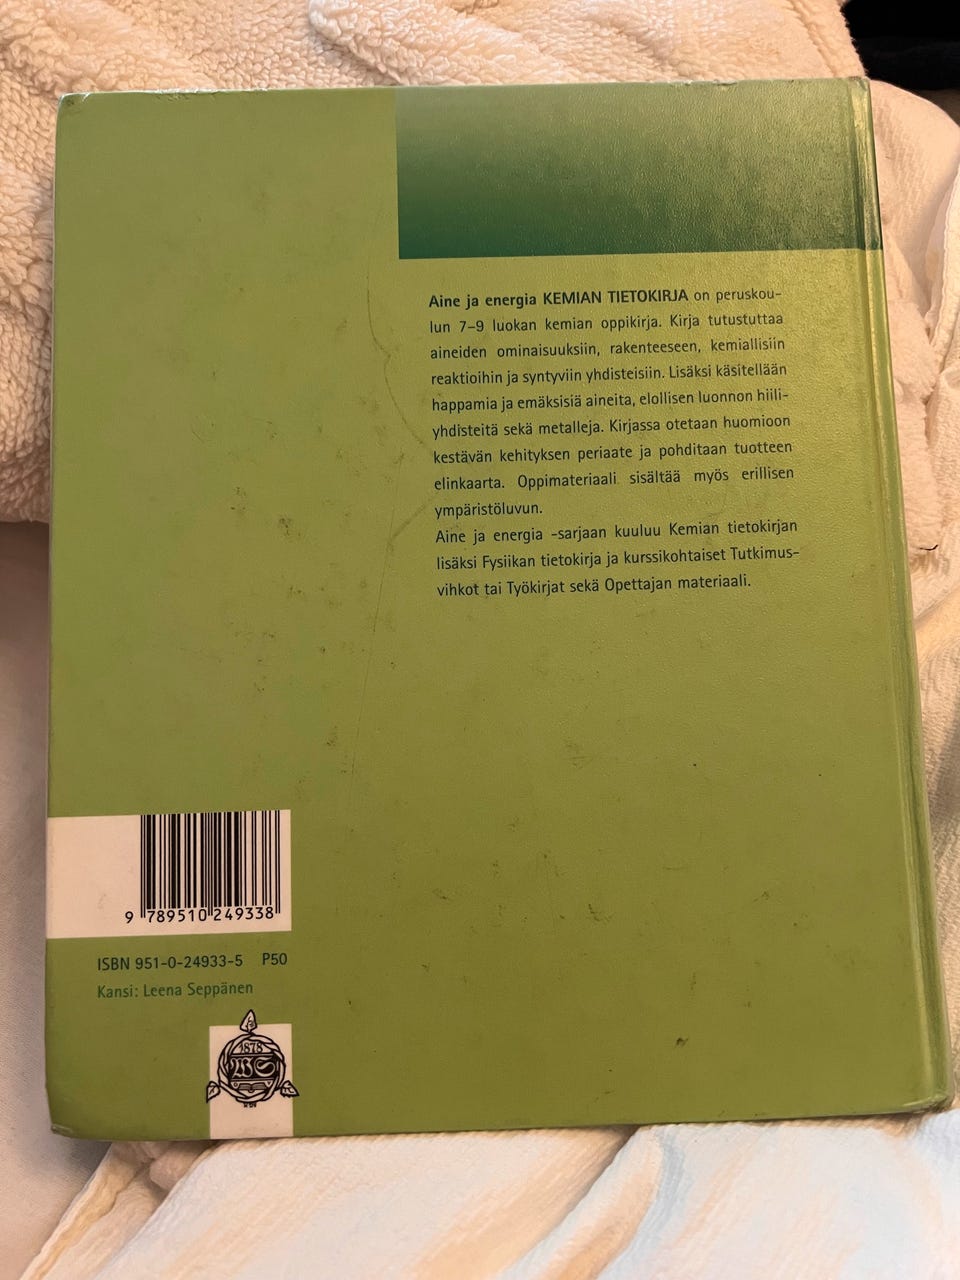 Aine ja energia KEMIAN TIETOKIRJA on peruskou-
lun 7–9 luokan kemian oppikirja. Kirja tutustuttaa
aineiden ominaisuuksiin, rakenteeseen, kemiallisiin
reaktioihin ja syntyviin yhdisteisiin. Lisäksi käsitellään
happamia ja emäksisiä aineita, elollisen luonnon hiili-
yhdisteitä sekä metalleja. Kirjassa otetaan huomioon
kestävän kehityksen periaate ja pohditaan tuotteen
elinkaarta. Oppimateriaali sisältää myös erillisen
ympäristöluvun.
Aine ja energia -sarjaan kuuluu Kemian tietokirjan
lisäksi Fysiikan tietokirja ja kurssikohtaiset Tutkimus-
vihkot tai Työkirjat sekä Opettajan materiaali.
9 789510 249338
ISBN 951-0-24933-5 P50
Kansi: Leena Seppänen
1878
WS